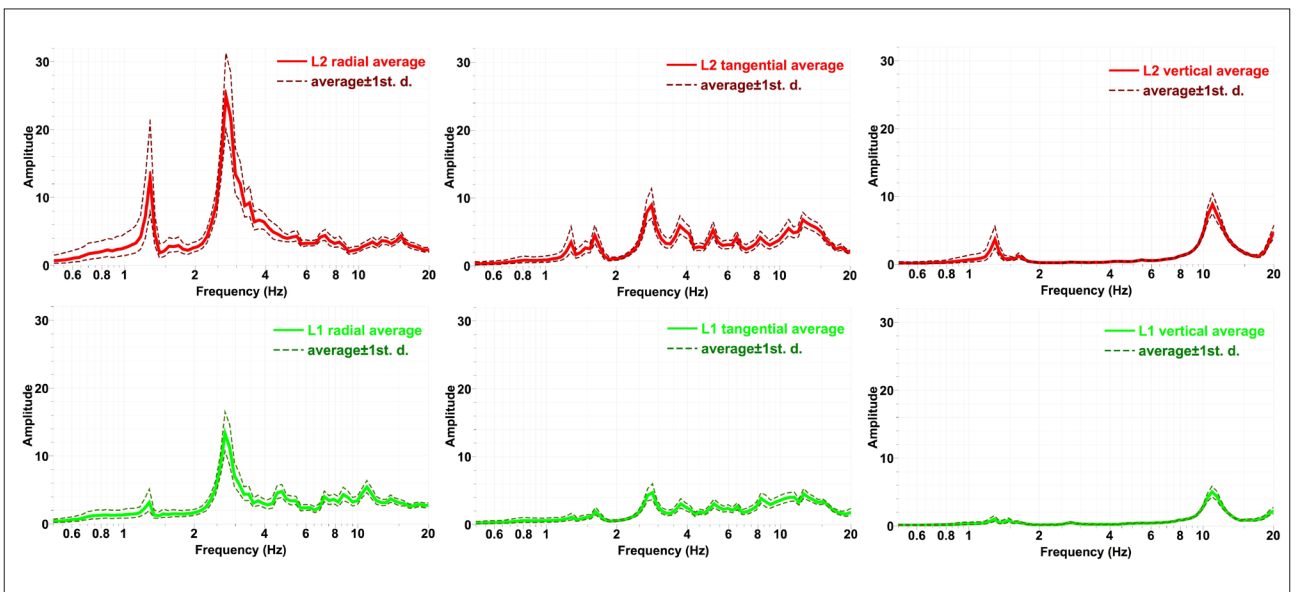 L2 radial average
average±1st. d.
Amplitude
30
20
10
0
0.6 0.8 1 2 4 6 8 10 20
Frequency (Hz)
L2 tangential average
average±1st. d.
Amplitude
30
20
10
0
0.6 0.8 1 2 4 6 8 10 20
Frequency (Hz)
L2 vertical average
average±1st. d.
Amplitude
30
20
10
0
0.6 0.8 1 2 4 6 8 10 20
Frequency (Hz)
L1 radial average
average±1st. d.
Amplitude
30
20
10
0
0.6 0.8 1 2 4 6 8 10 20
Frequency (Hz)
L1 tangential average
average±1st. d.
Amplitude
30
20
10
0
0.6 0.8 1 2 4 6 8 10 20
Frequency (Hz)
L1 vertical average
average±1st. d.
Amplitude
30
20
10
0
0.6 0.8 1 2 4 6 8 10 20
Frequency (Hz)